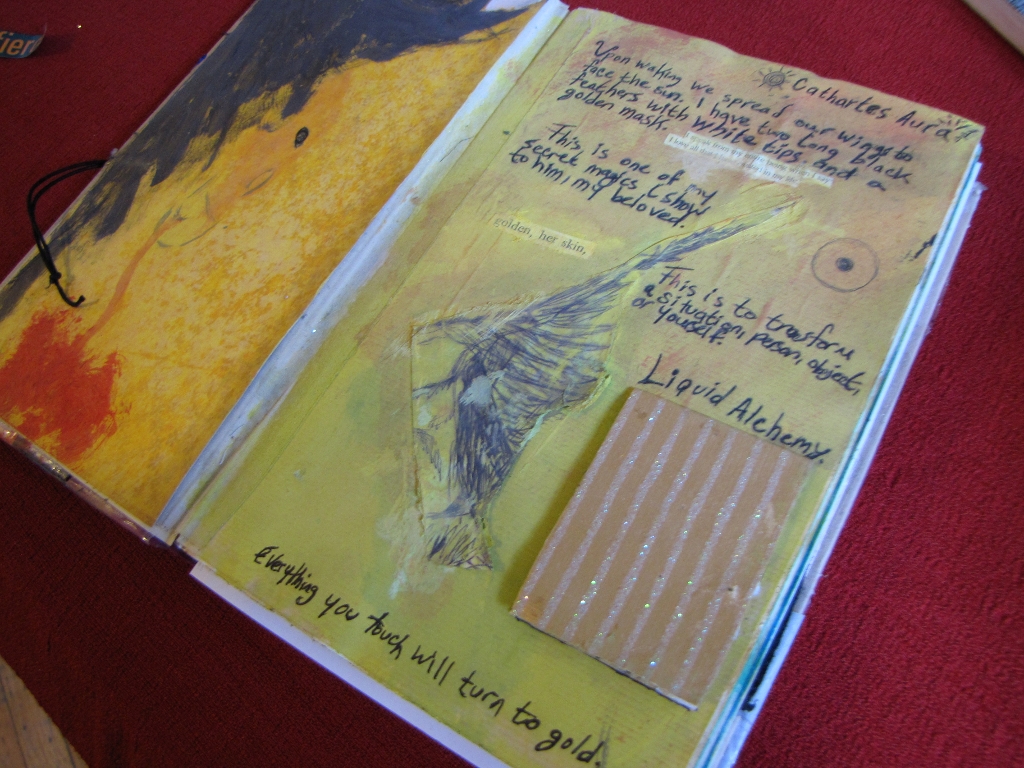 fier
Cathartes Aura
Upon waking we spread our wings to
face the sun. I have two long black
feathers with white tips and a
golden mask.
This is one of my
secret magics I show
to him, my beloved.
golden, her skin,
This is to transform
a situation, person, object,
or yourself.
Liquid Alchemy.
Everything you touch will turn to gold.